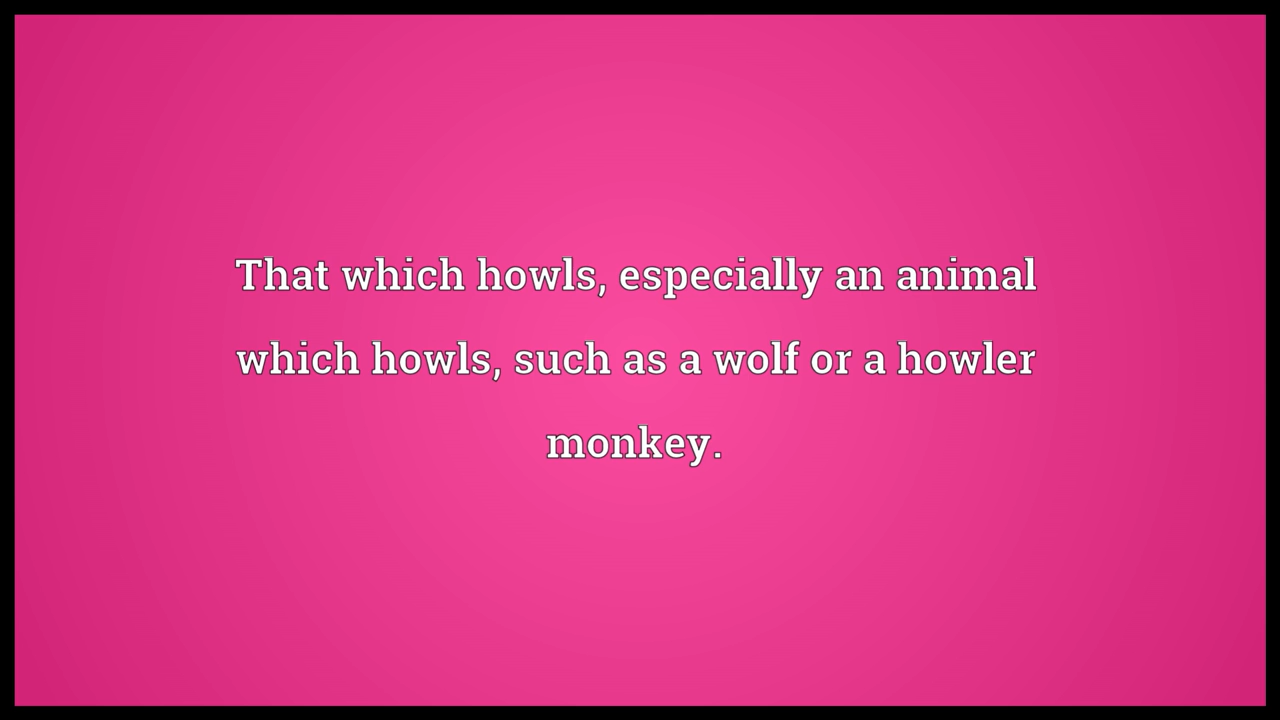 That which howls, especially an animal
which howls, such as a wolf or a howler
monkey.